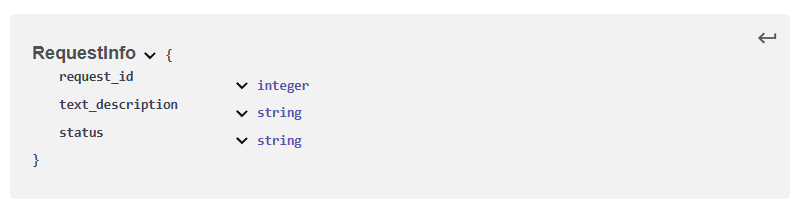 RequestInfo {
request_id integer
text_description string
status string
}